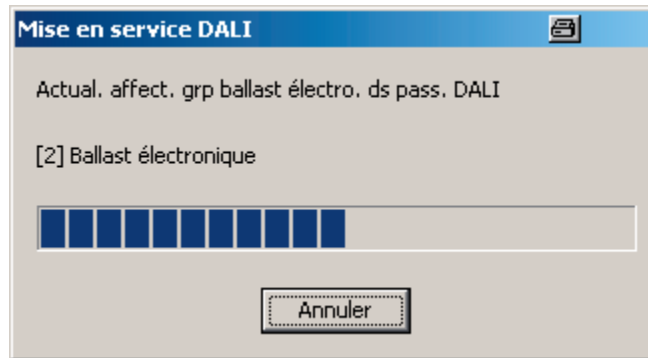 Mise en service DALI
Actual. affect. grp ballast électro. ds pass. DALI
[2] Ballast électronique
Annuler